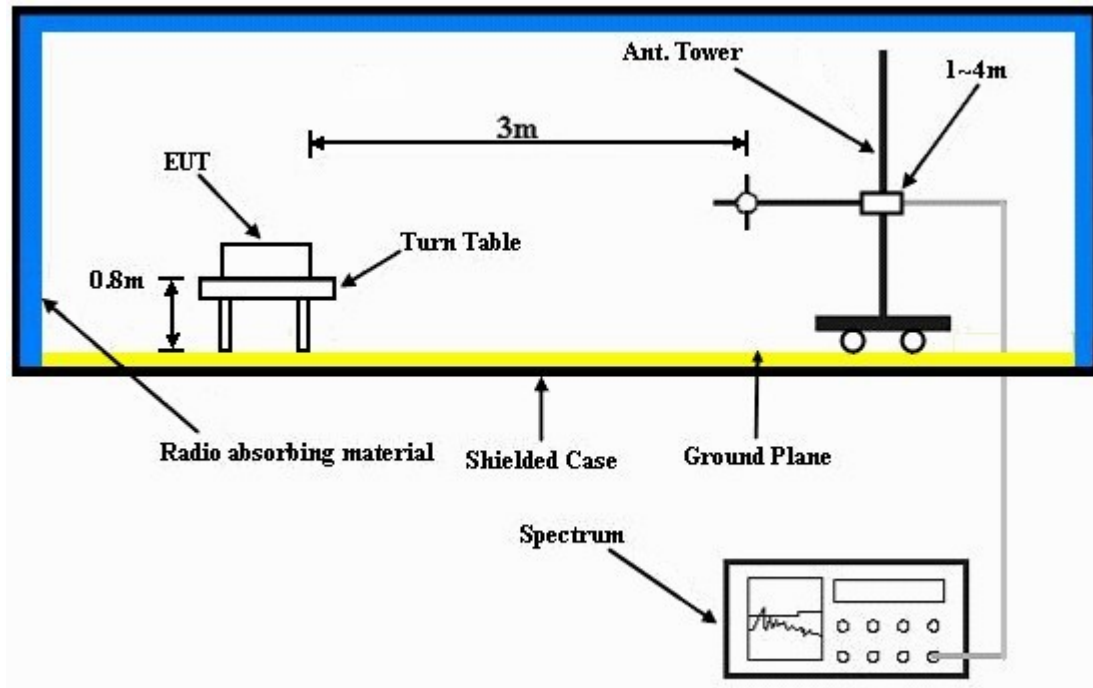 Ant. Tower
1~4m
3m
EUT
Turn Table
0.8m
Radio absorbing material
Shielded Case
Ground Plane
Spectrum